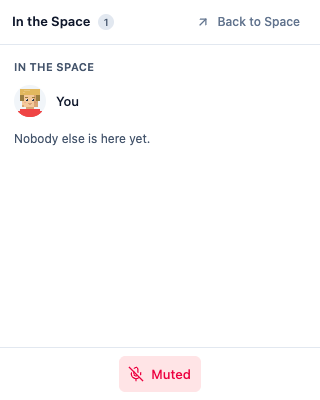 In the Space 1 Back to Space
IN THE SPACE
You
Nobody else is here yet.
Muted